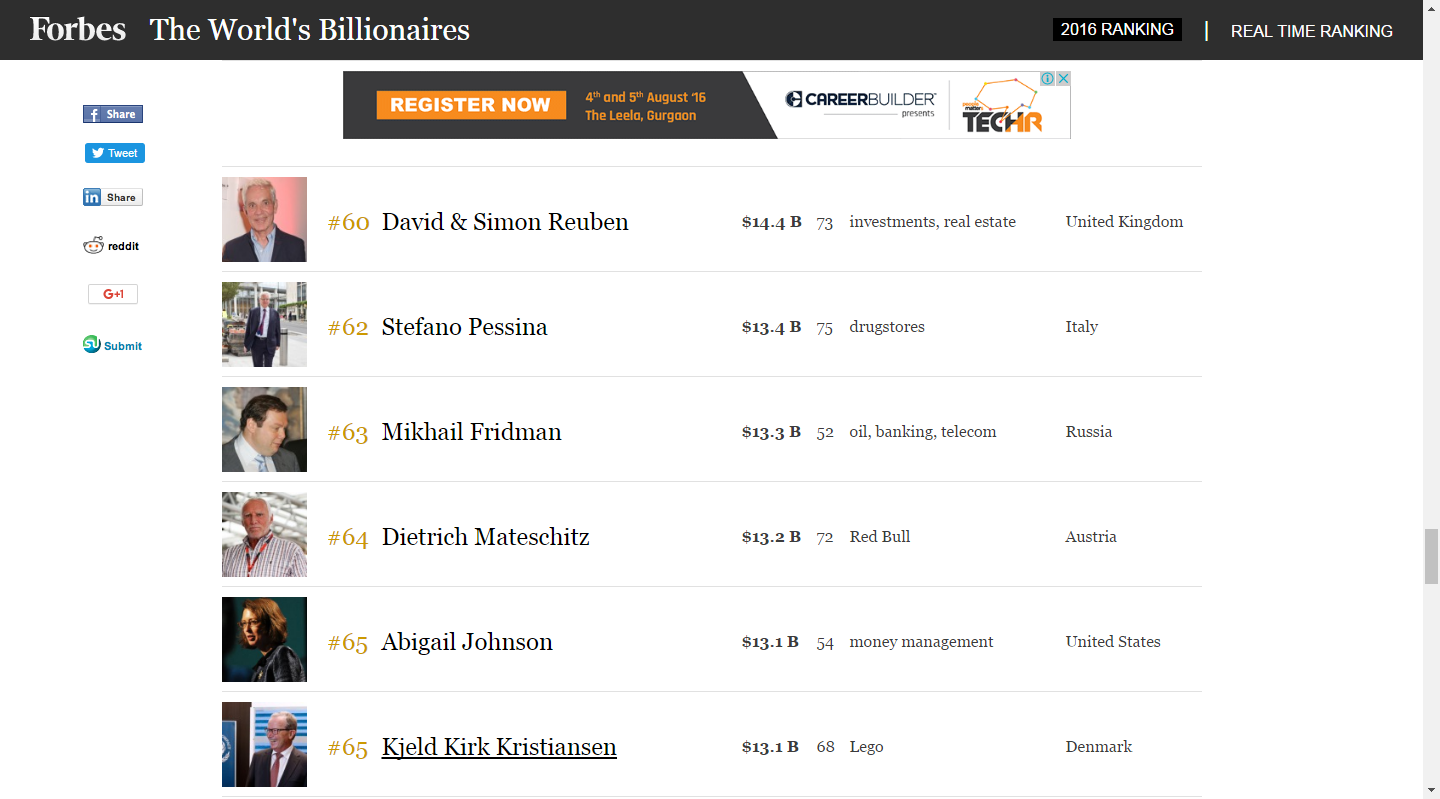 Forbes The World's Billionaires 2016 RANKING | REAL TIME RANKING
REGISTER NOW
4th and 5th August '16
The Leela, Gurgaon
CAREERBUILDER
presents
people matters
TECHHR
f Share
Tweet
in Share
reddit
G+1
Submit
#60 David & Simon Reuben $14.4 B 73 investments, real estate United Kingdom
#62 Stefano Pessina $13.4 B 75 drugstores Italy
#63 Mikhail Fridman $13.3 B 52 oil, banking, telecom Russia
#64 Dietrich Mateschitz $13.2 B 72 Red Bull Austria
#65 Abigail Johnson $13.1 B 54 money management United States
#65 Kjeld Kirk Kristiansen $13.1 B 68 Lego Denmark